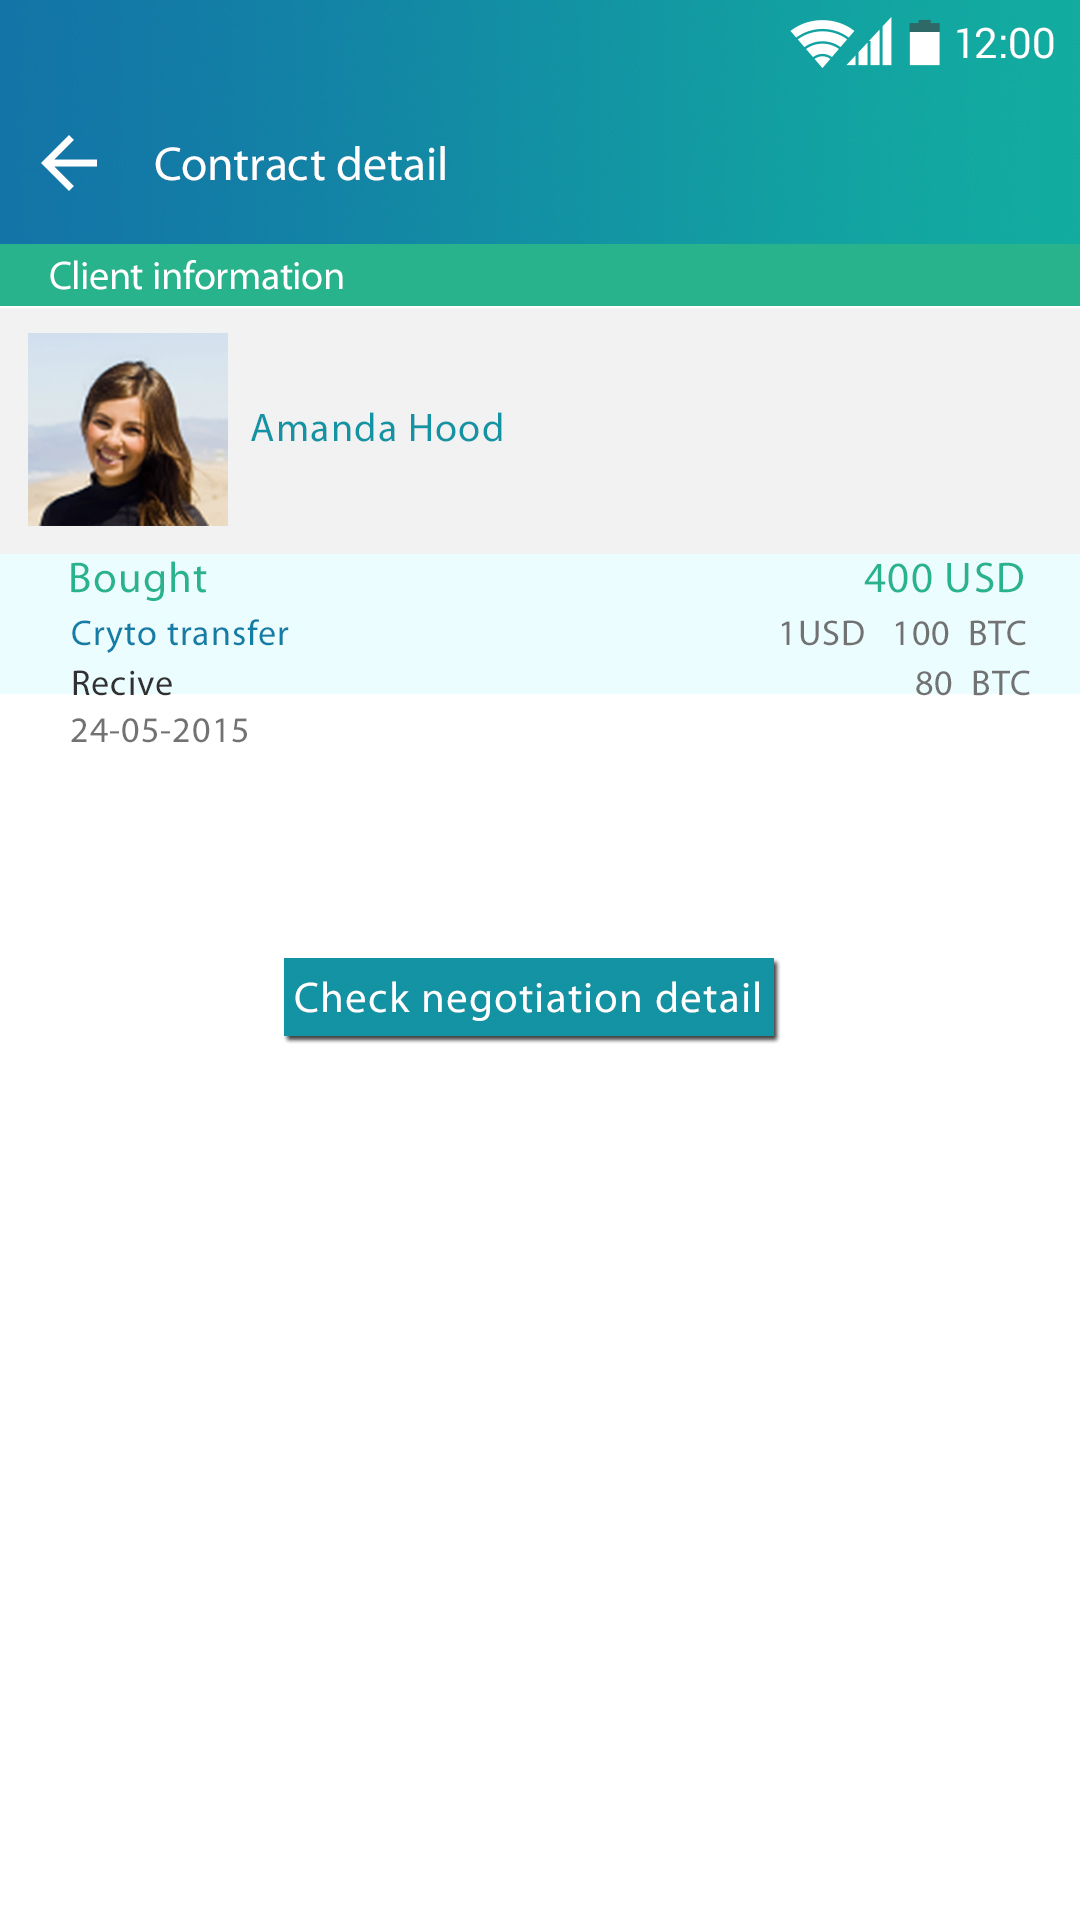 12:00
Contract detail
Client information
Amanda Hood
Bought 400 USD
Cryto transfer 1USD 100 BTC
Recive 80 BTC
24-05-2015
Check negotiation detail